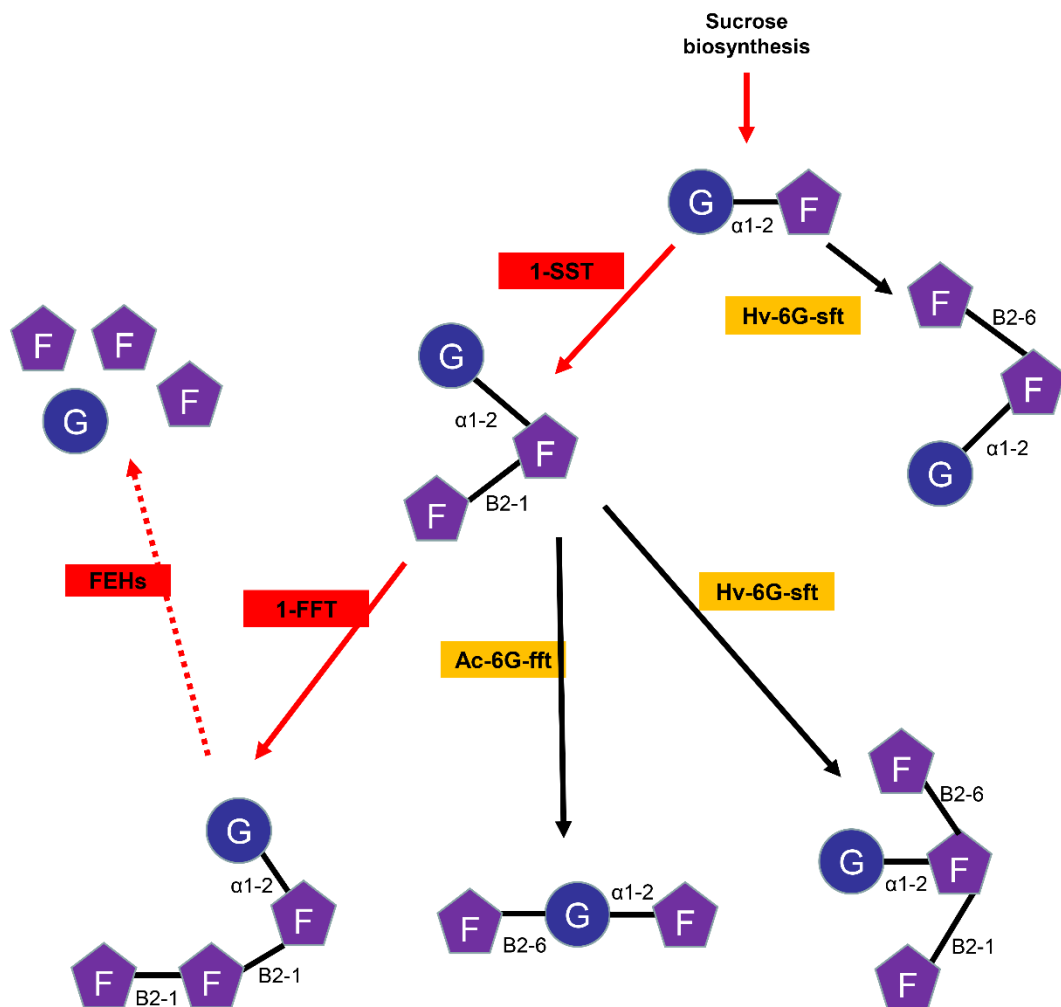 Sucrose
biosynthesis
G
F
α1-2
1-SST
Hv-6G-sft
F
B2-6
F
α1-2
G
F
F
F
G
G
α1-2
F
B2-1
F
FEHs
1-FFT
Ac-6G-fft
Hv-6G-sft
G
α1-2
F
B2-1
F
B2-1
F
F
B2-6
G
α1-2
F
F
B2-6
G
α1-2
F
B2-1
F